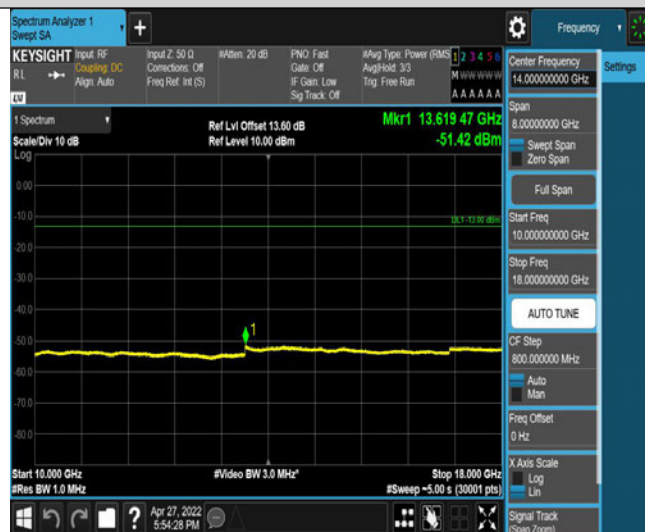 Spectrum Analyzer 1
Swept SA
Frequency
KEYSIGHT
RL
LXI
Input: RF
Coupling: DC
Align: Auto
Input Z: 50 Ω
Corrections: Off
Freq Ref: Int (S)
#Atten: 20 dB
PNO: Fast
Gate: Off
IF Gain: Low
Sig Track: Off
#Avg Type: Power (RMS
Avg|Hold: 3/3
Trig: Free Run
1 2 3 4 5 6
M W W W W W
A A A A A A
1 Spectrum
Scale/Div 10 dB
Ref Lvl Offset 13.60 dB
Ref Level 10.00 dBm
Mkr1 13.619 47 GHz
-51.42 dBm
Log
0.00
-10.0
-20.0
-30.0
-40.0
-50.0
-60.0
-70.0
-80.0
DL1 -13.00 dBm
1
Start 10.000 GHz
#Res BW 1.0 MHz
#Video BW 3.0 MHz*
Stop 18.000 GHz
#Sweep ~5.00 s (30001 pts)
Apr 27, 2022
5:54:28 PM
Center Frequency
14.000000000 GHz
Settings
Span
8.00000000 GHz
Swept Span
Zero Span
Full Span
Start Freq
10.000000000 GHz
Stop Freq
18.000000000 GHz
AUTO TUNE
CF Step
800.000000 MHz
Auto
Man
Freq Offset
0 Hz
X Axis Scale
Log
Lin
Signal Track
(Span Zoom)